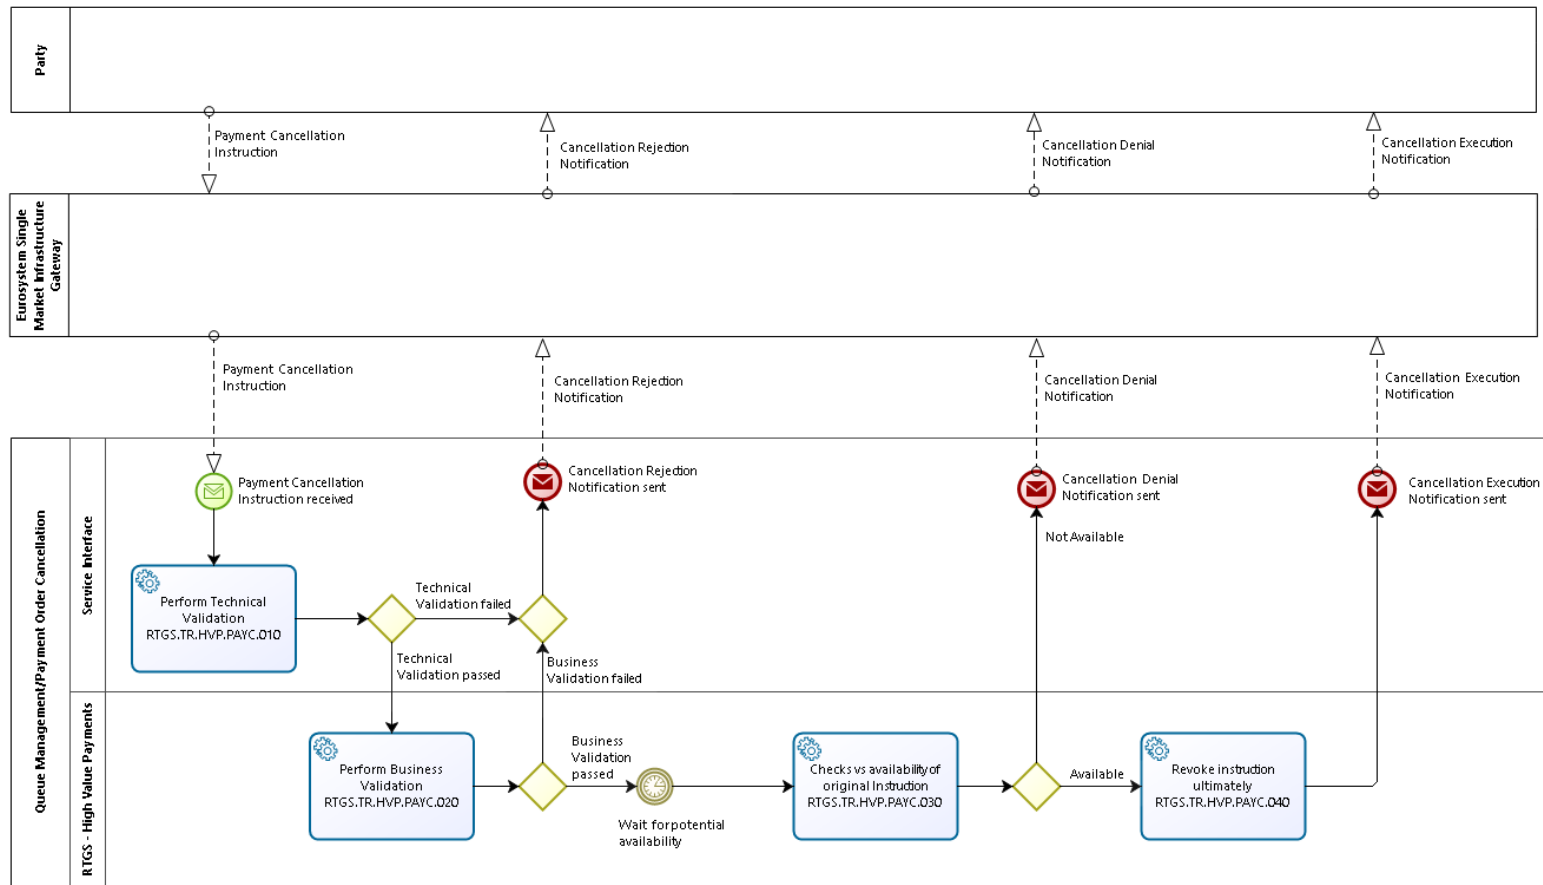 Party
Payment Cancellation
Instruction
Cancellation Rejection
Notification
Cancellation Denial
Notification
Cancellation Execution
Notification
Eurosystem Single
Market Infrastructure
Gateway
Payment Cancellation
Instruction
Cancellation Rejection
Notification
Cancellation Denial
Notification
Cancellation Execution
Notification
Queue Management/Payment Order Cancellation
Service Interface
Payment Cancellation
Instruction received
Cancellation Rejection
Notification sent
Cancellation Denial
Notification sent
Cancellation Execution
Notification sent
Not Available
Perform Technical
Validation
RTGS.TR.HVP.PAYC.010
Technical
Validation failed
Technical
Validation passed
Business
Validation failed
RTGS - High Value Payments
Perform Business
Validation
RTGS.TR.HVP.PAYC.020
Business
Validation
passed
Wait for potential
availability
Checks vs availability of
original Instruction
RTGS.TR.HVP.PAYC.030
Available
Revoke instruction
ultimately
RTGS.TR.HVP.PAYC.040